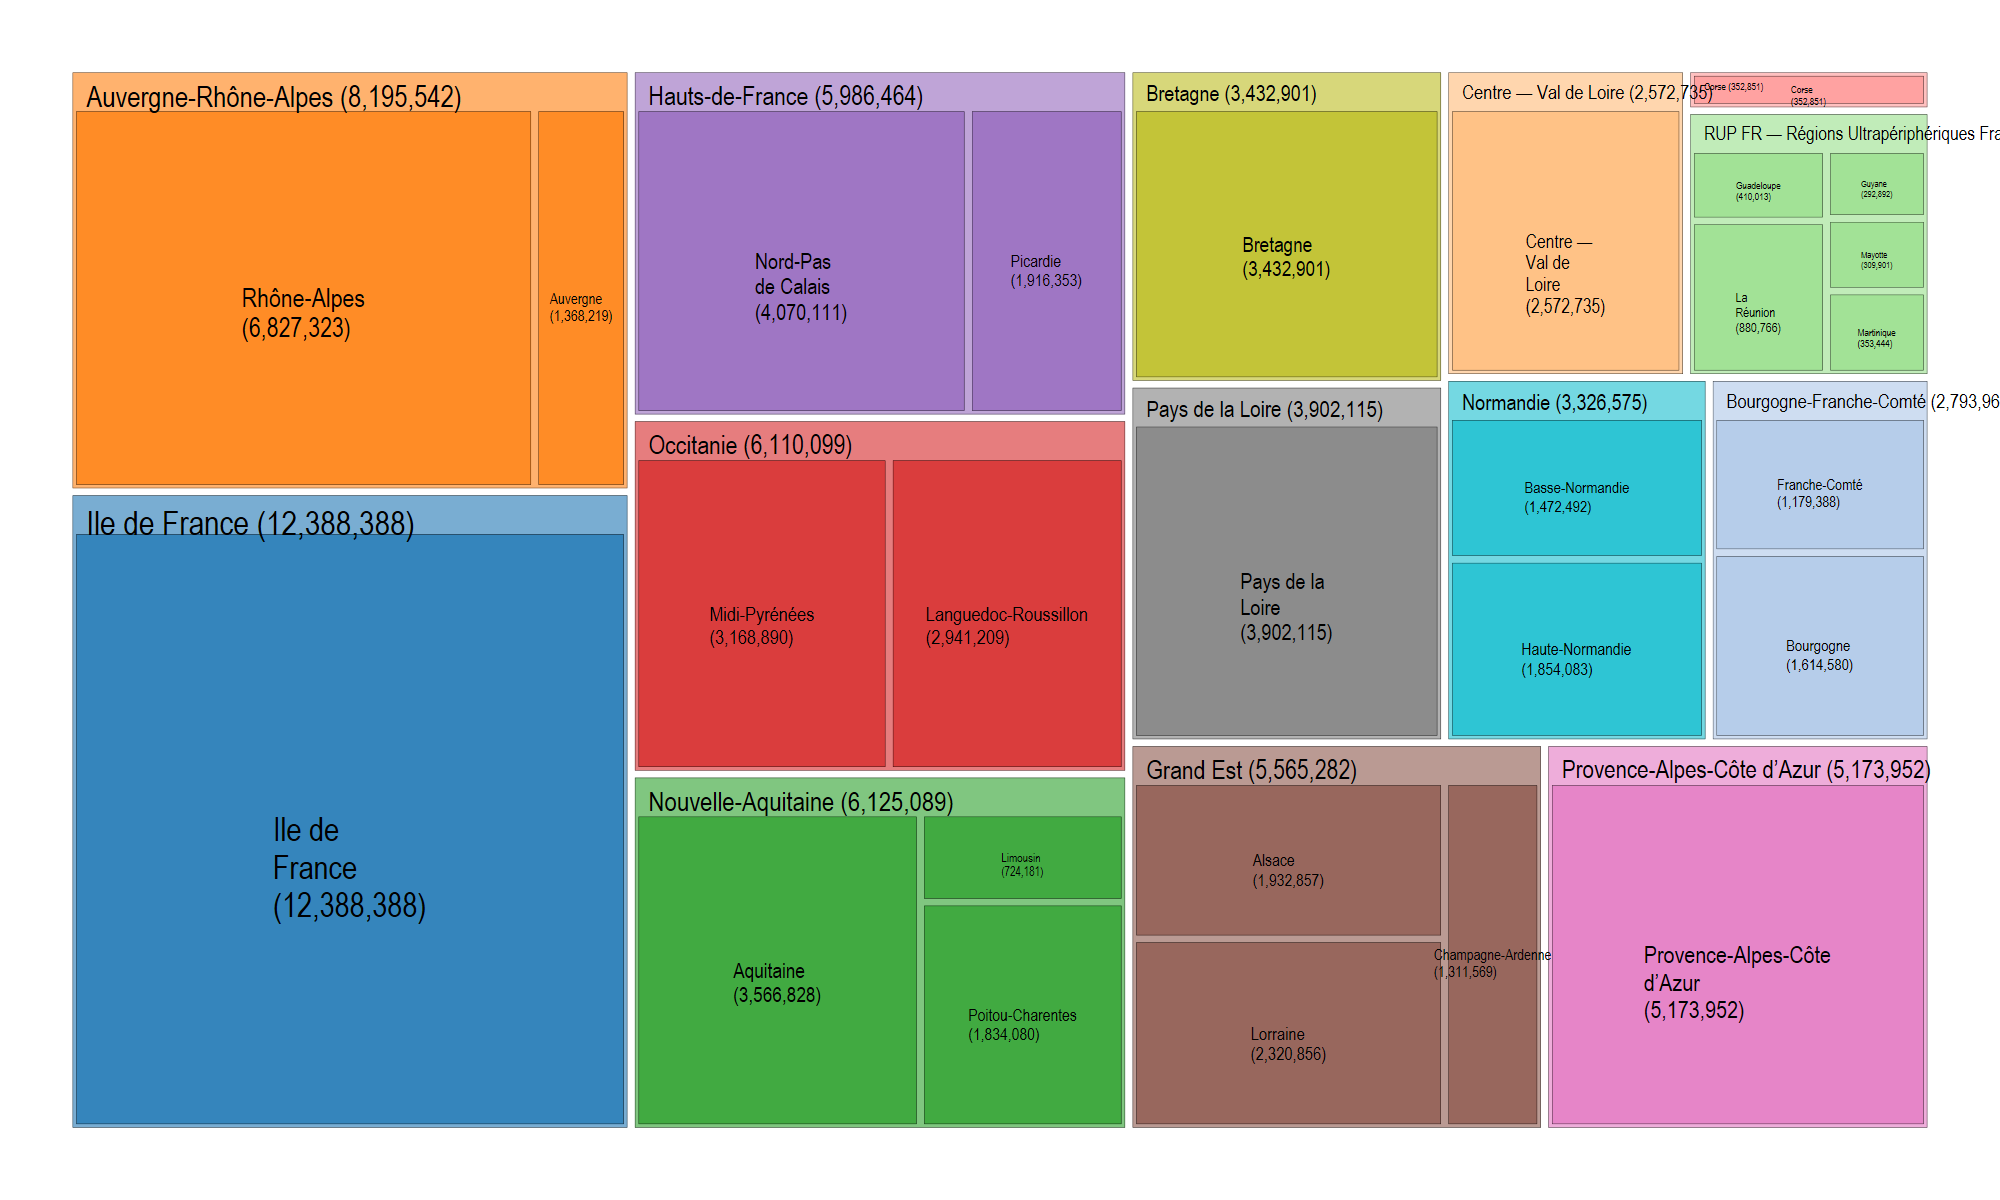 Auvergne-Rhône-Alpes (8,195,542)
Rhône-Alpes
(6,827,323)
Auvergne
(1,368,219)
Ile de France (12,388,388)
Ile de
France
(12,388,388)
Hauts-de-France (5,986,464)
Nord-Pas
de Calais
(4,070,111)
Picardie
(1,916,353)
Occitanie (6,110,099)
Midi-Pyrénées
(3,168,890)
Languedoc-Roussillon
(2,941,209)
Nouvelle-Aquitaine (6,125,089)
Aquitaine
(3,566,828)
Limousin
(724,181)
Poitou-Charentes
(1,834,080)
Bretagne (3,432,901)
Bretagne
(3,432,901)
Pays de la Loire (3,902,115)
Pays de la
Loire
(3,902,115)
Centre — Val de Loire (2,572,735)
Centre —
Val de
Loire
(2,572,735)
Corse (352,851)
Corse
(352,851)
RUP FR — Régions Ultrapériphériques Fra
Guadeloupe
(410,013)
La
Réunion
(880,766)
Guyane
(292,892)
Mayotte
(309,901)
Martinique
(353,444)
Normandie (3,326,575)
Basse-Normandie
(1,472,492)
Haute-Normandie
(1,854,083)
Bourgogne-Franche-Comté (2,793,96
Franche-Comté
(1,179,388)
Bourgogne
(1,614,580)
Grand Est (5,565,282)
Alsace
(1,932,857)
Lorraine
(2,320,856)
Champagne-Ardenne
(1,311,569)
Provence-Alpes-Côte d’Azur (5,173,952)
Provence-Alpes-Côte
d’Azur
(5,173,952)